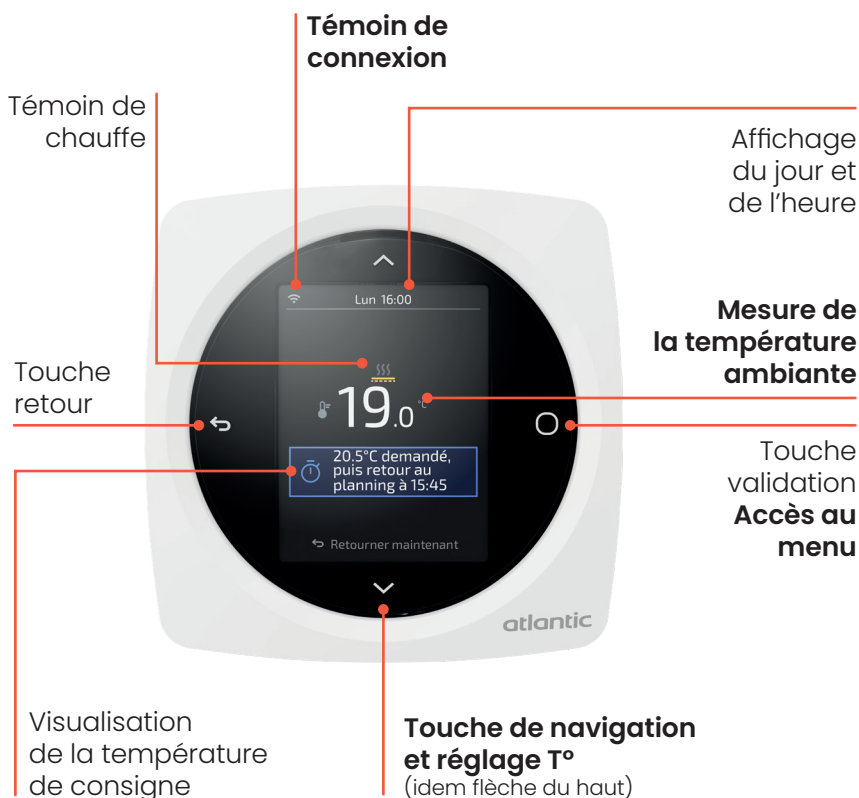 Témoin de
connexion
Témoin de
chauffe
Affichage
du jour et
de l'heure
Lun 16:00
Mesure de
la température
ambiante
19.0 °C
Touche
retour
20.5°C demandé,
puis retour au
planning à 15:45
Touche
validation
Accès au
menu
Retourner maintenant
atlantic
Visualisation
de la température
de consigne
Touche de navigation
et réglage T°
(idem flèche du haut)